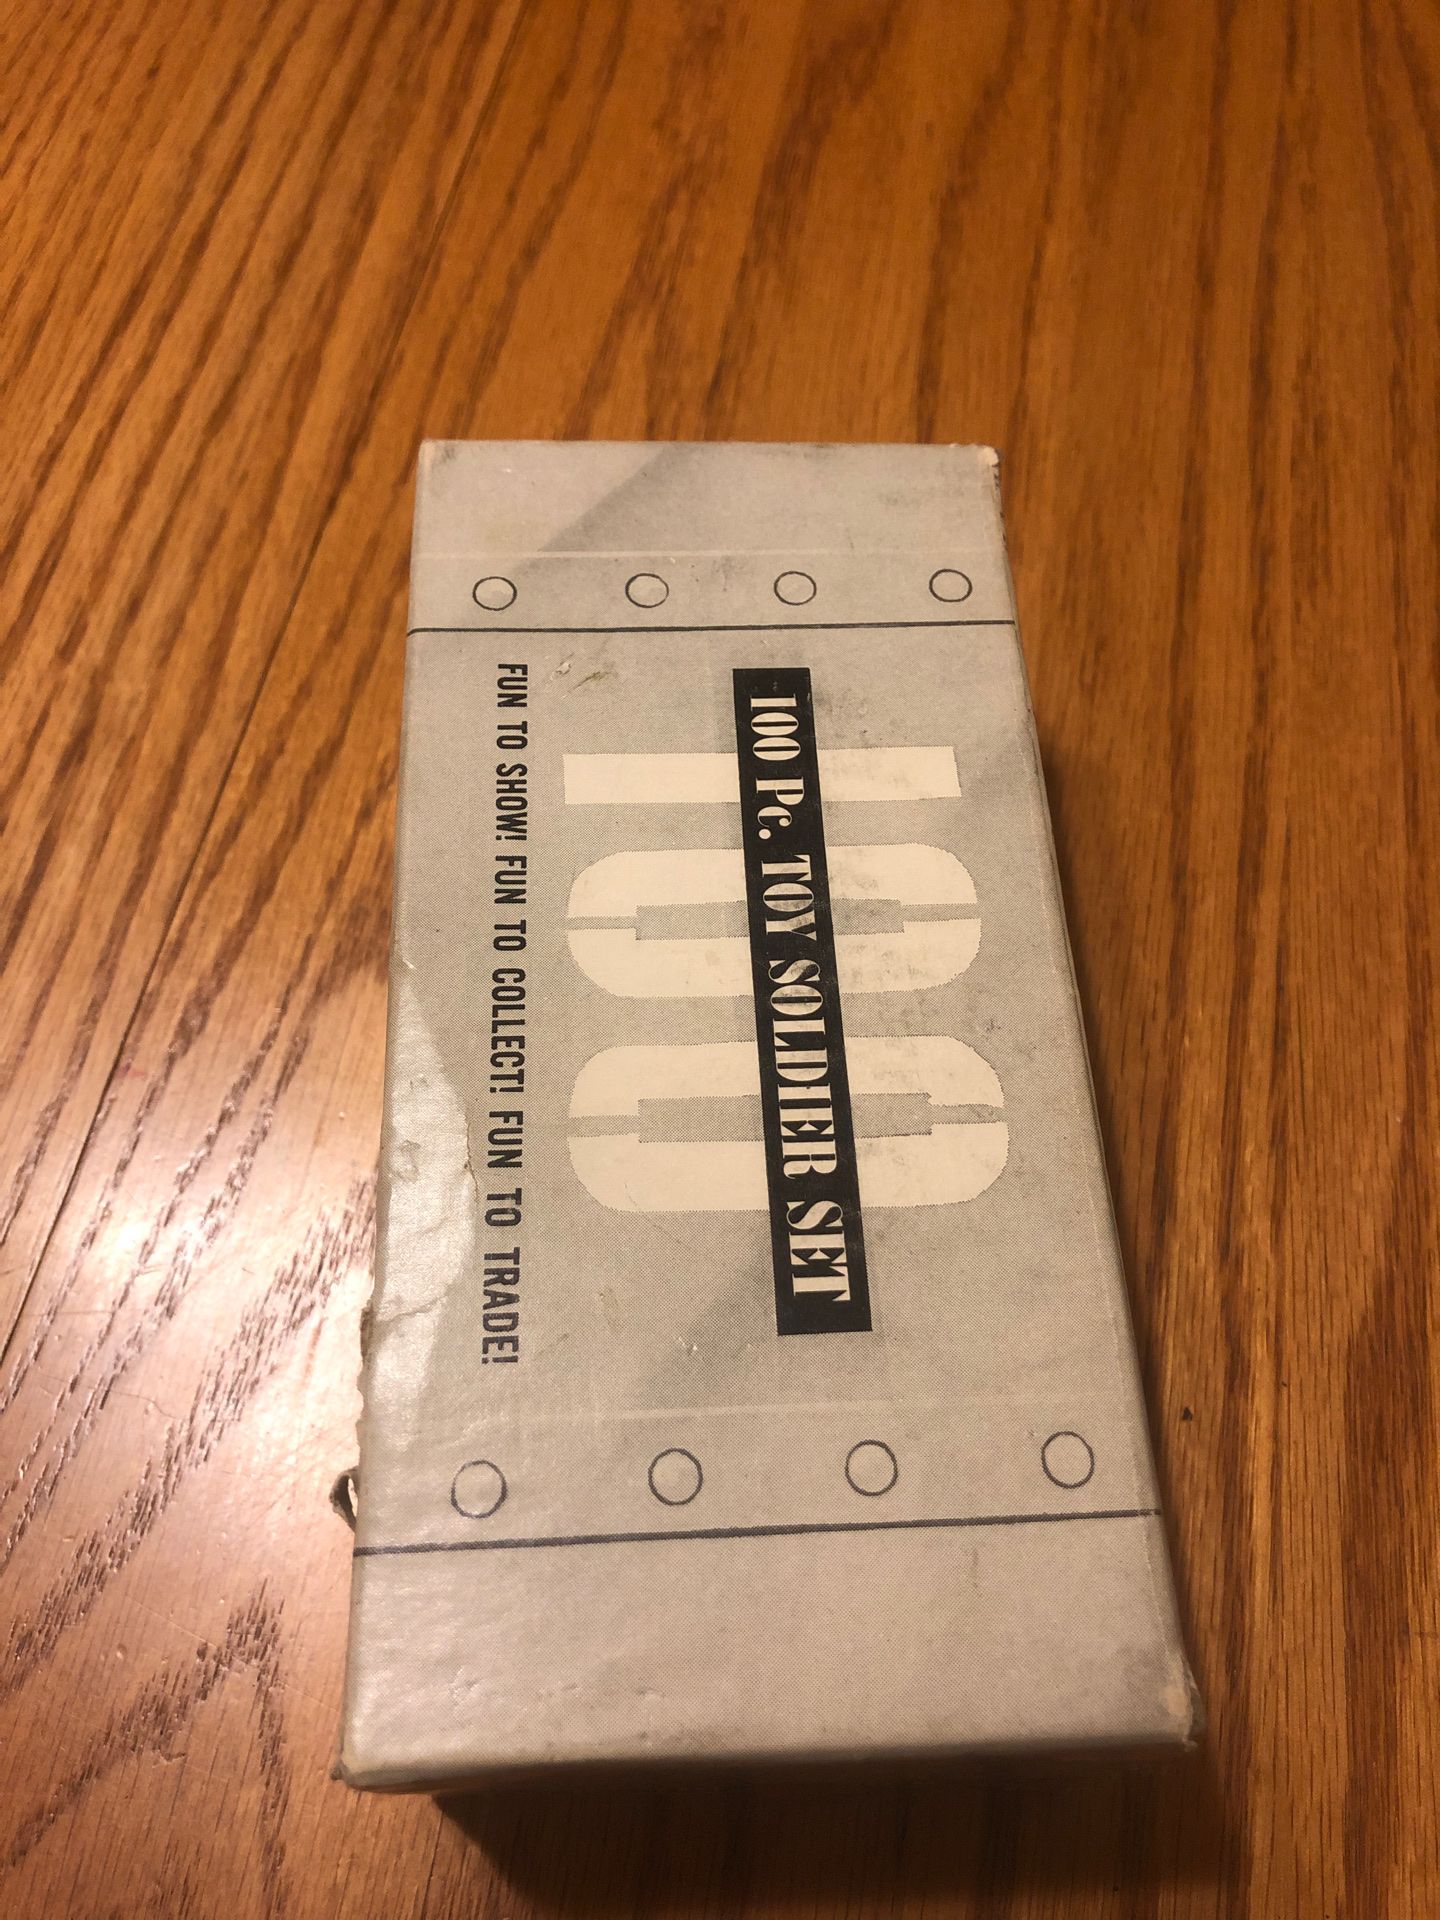 100
100 Pc. TOY SOLDIER SET
FUN TO SHOW! FUN TO COLLECT! FUN TO TRADE!